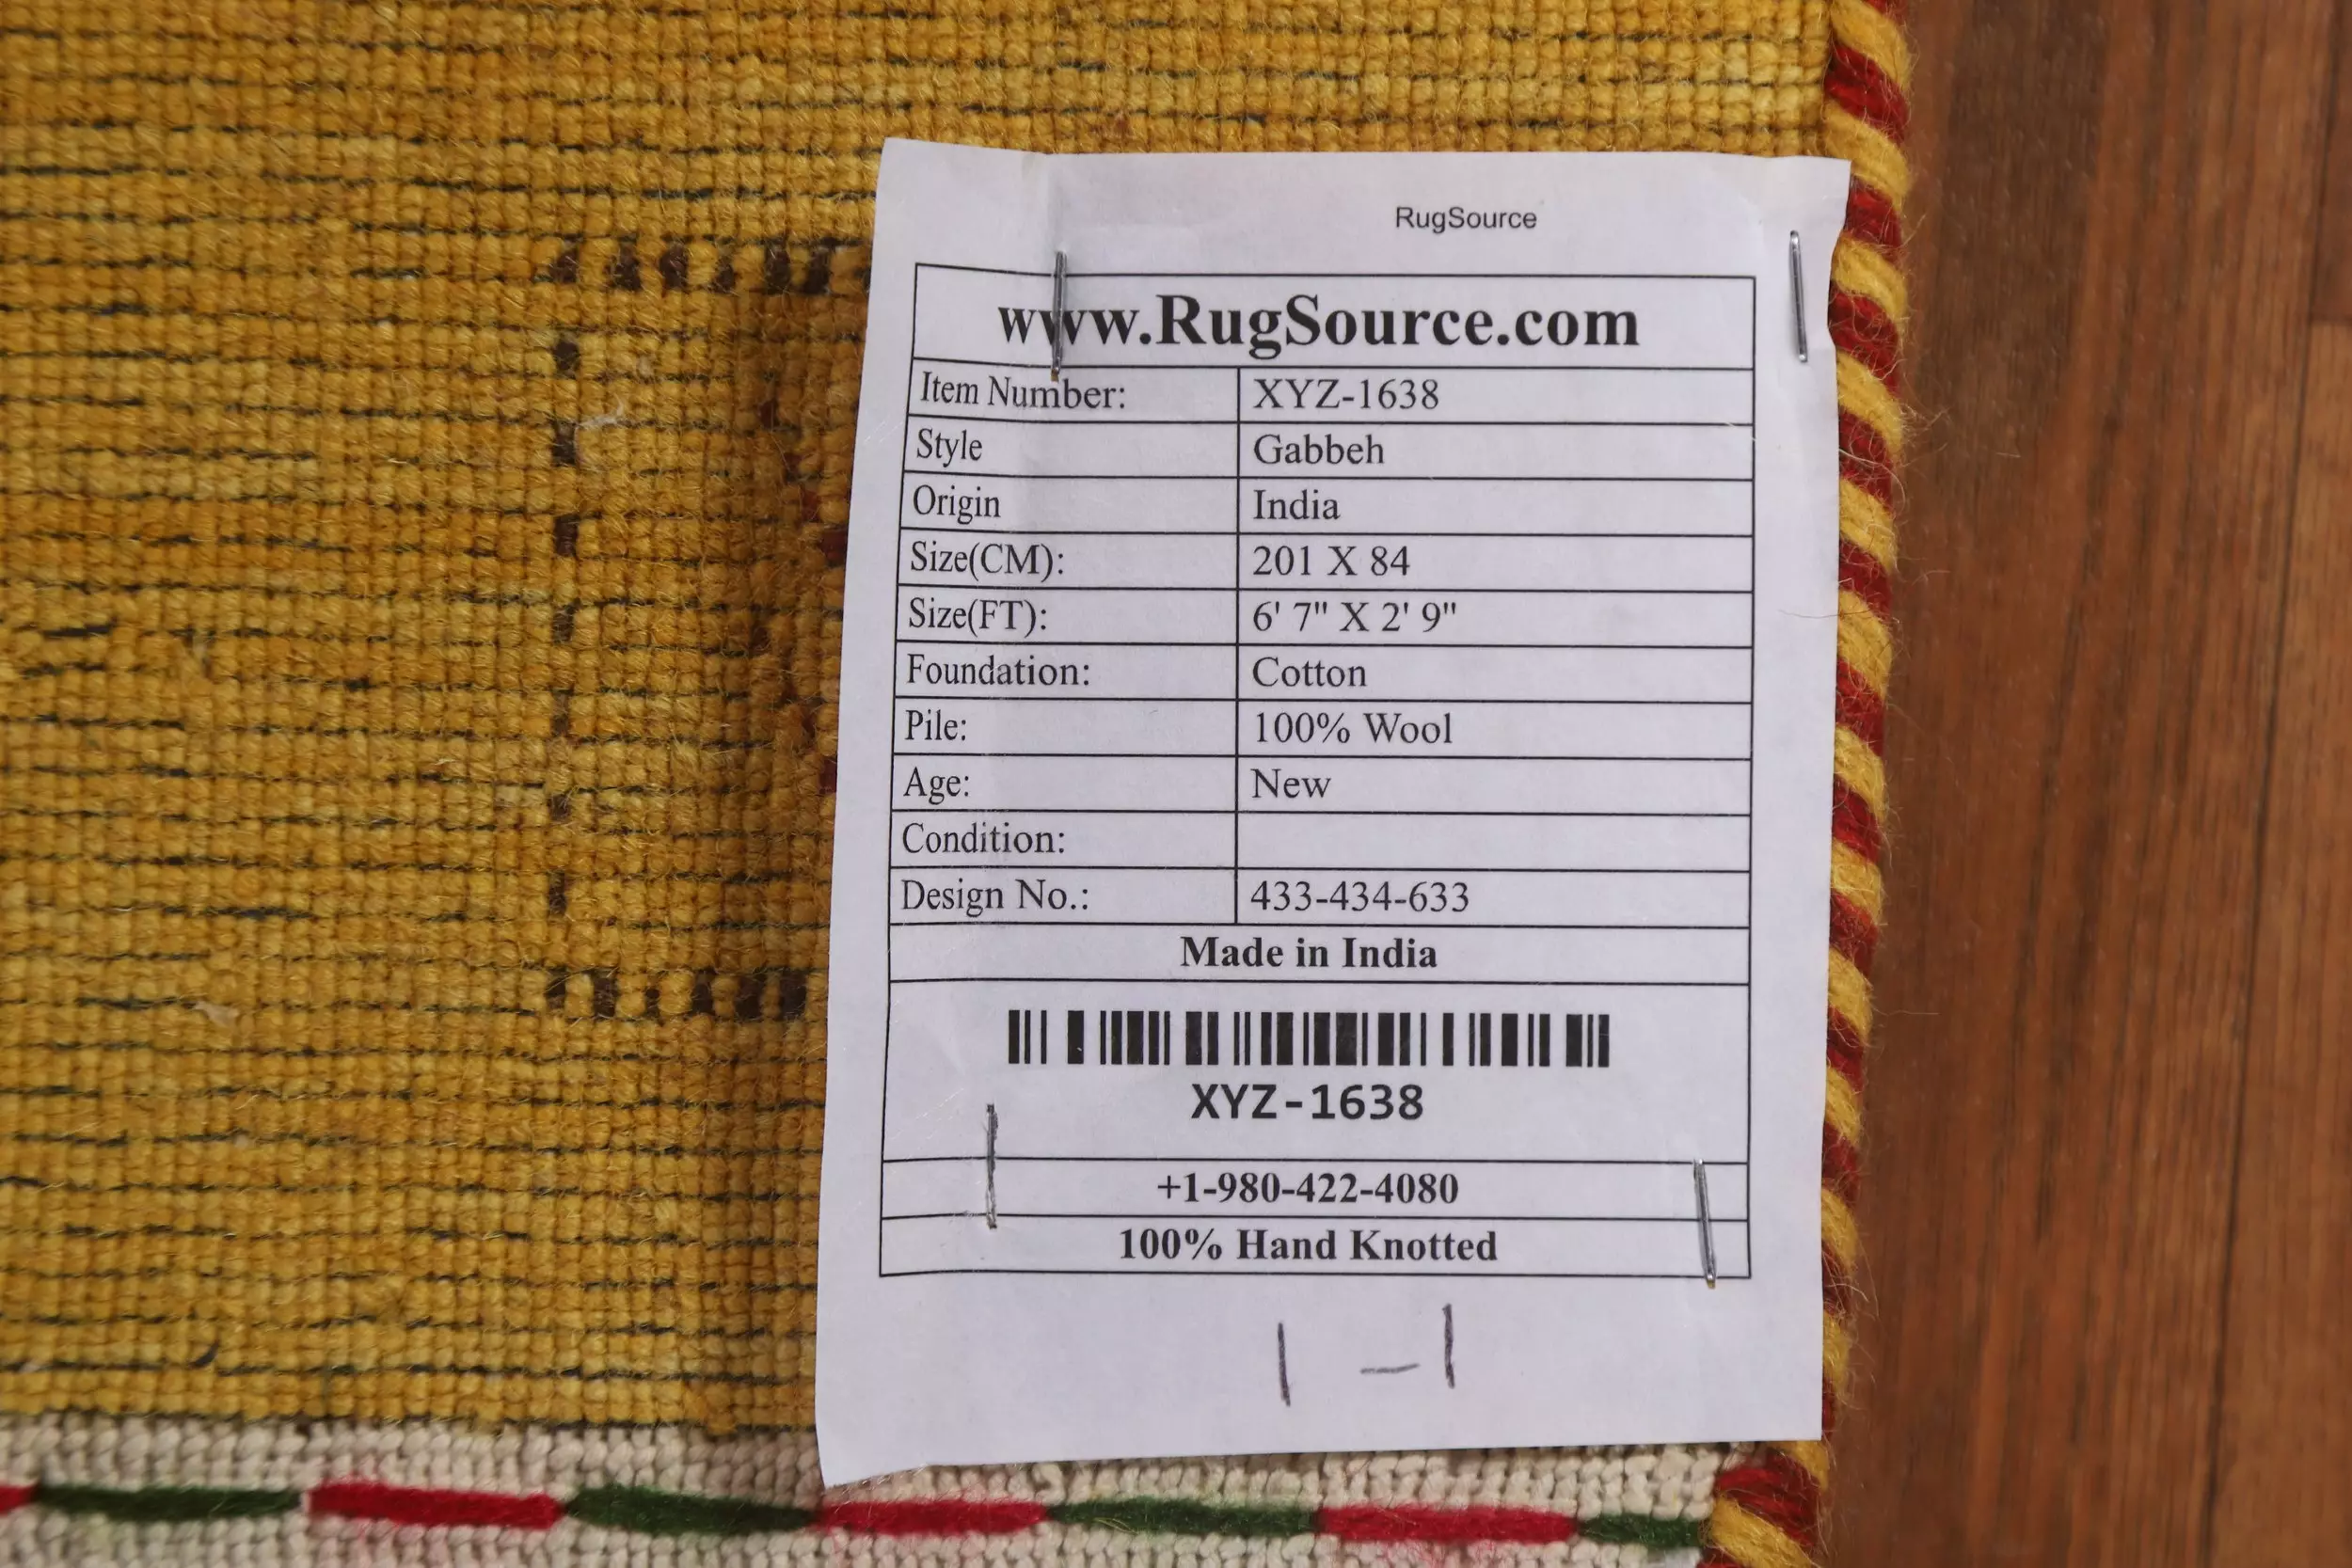 RugSource
www.RugSource.com
Item Number: XYZ-1638
Style Gabbeh
Origin India
Size(CM): 201 X 84
Size(FT): 6' 7" X 2' 9"
Foundation: Cotton
Pile: 100% Wool
Age: New
Condition:
Design No.: 433-434-633
Made in India
XYZ-1638
+1-980-422-4080
100% Hand Knotted
1 - 1